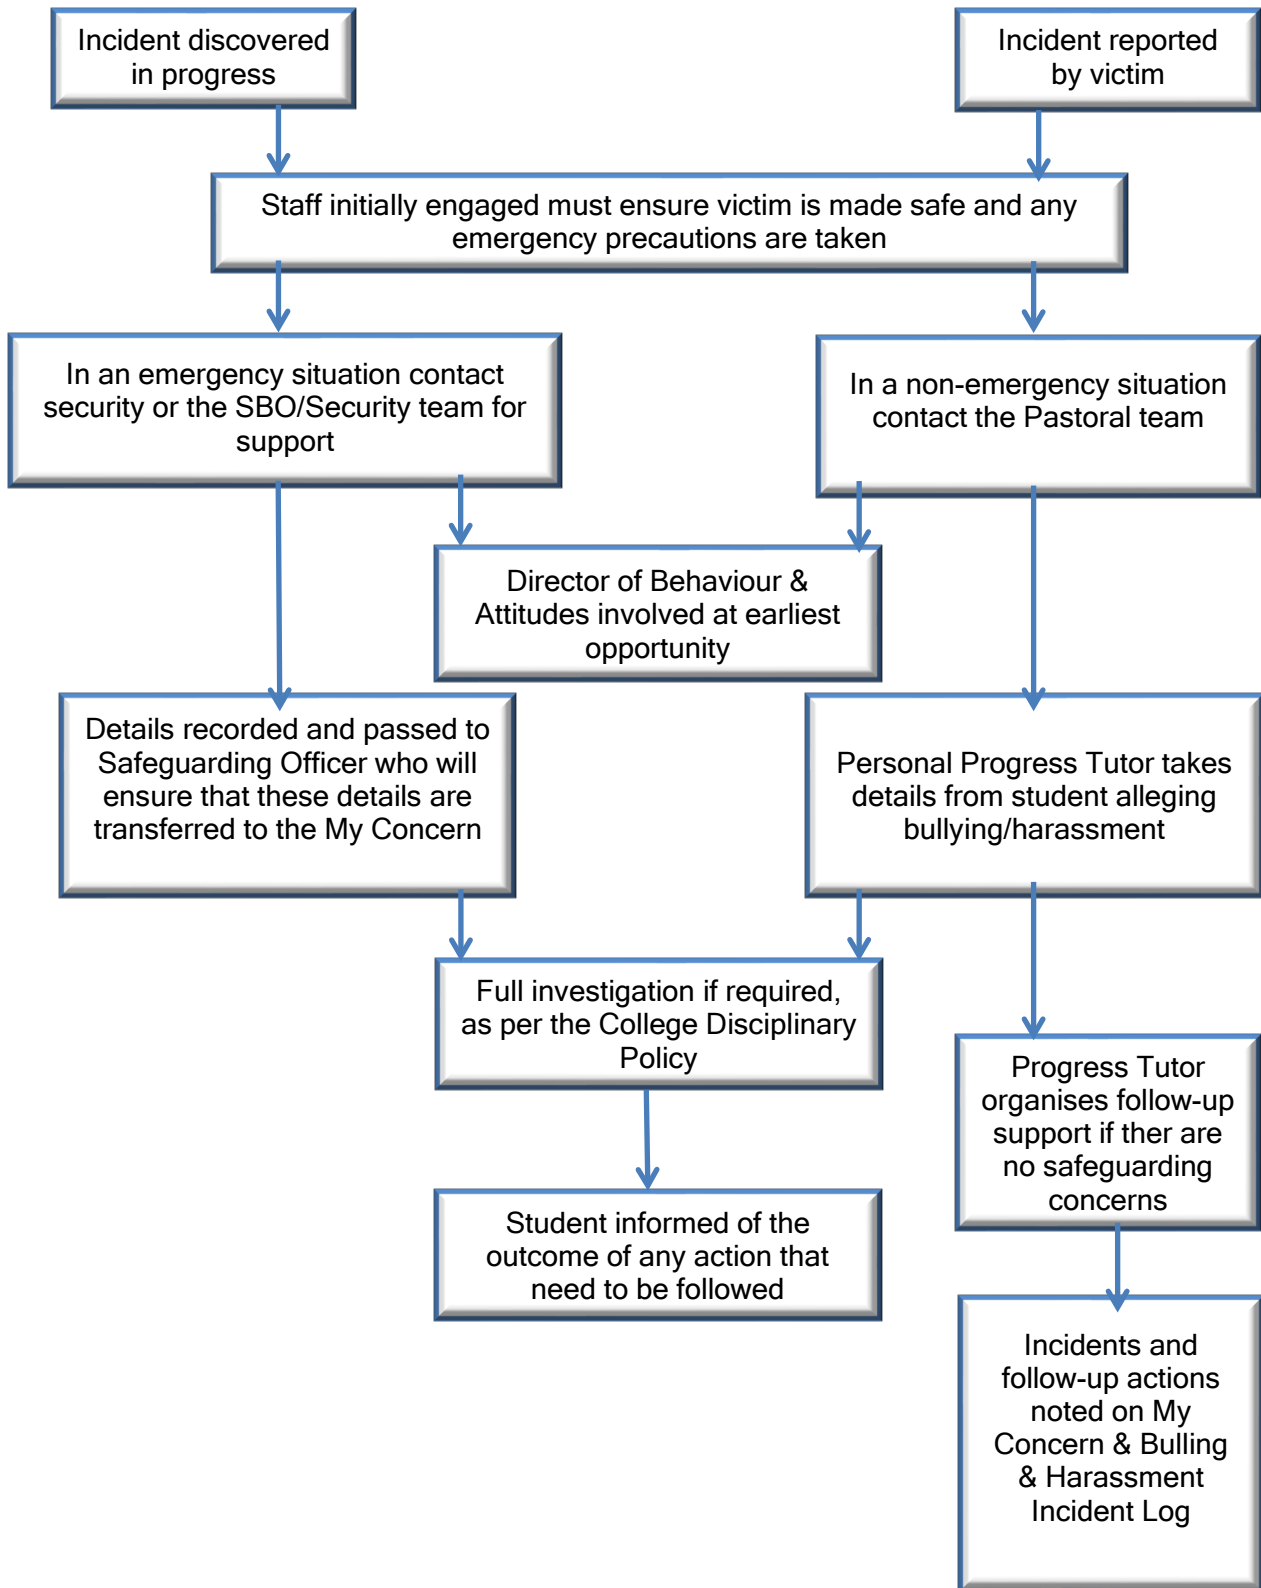 Incident discovered
in progress
Incident reported
by victim
Staff initially engaged must ensure victim is made safe and any
emergency precautions are taken
In an emergency situation contact
security or the SBO/Security team for
support
In a non-emergency situation
contact the Pastoral team
Director of Behaviour &
Attitudes involved at earliest
opportunity
Details recorded and passed to
Safeguarding Officer who will
ensure that these details are
transferred to the My Concern
Personal Progress Tutor takes
details from student alleging
bullying/harassment
Full investigation if required,
as per the College Disciplinary
Policy
Progress Tutor
organises follow-up
support if ther are
no safeguarding
concerns
Student informed of the
outcome of any action that
need to be followed
Incidents and
follow-up actions
noted on My
Concern & Bulling
& Harassment
Incident Log